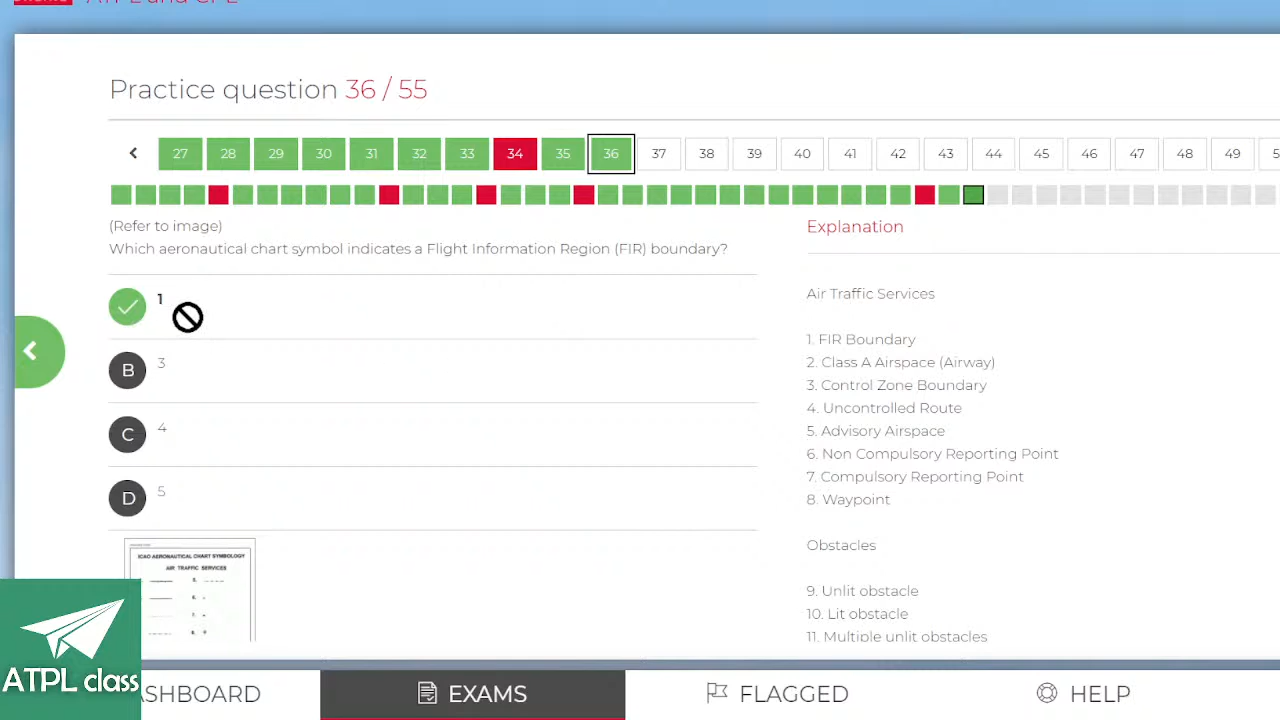 ATPL and CPL
Practice question 36 / 55
27 28 29 30 31 32 33 34 35 36 37 38 39 40 41 42 43 44 45 46 47 48 49
(Refer to image)
Which aeronautical chart symbol indicates a Flight Information Region (FIR) boundary?
1
B 3
C 4
D 5
ICAO AERONAUTICAL CHART SYMBOLOGY
AIR TRAFFIC SERVICES
5.
6.
7.
8.
Explanation
Air Traffic Services
1. FIR Boundary
2. Class A Airspace (Airway)
3. Control Zone Boundary
4. Uncontrolled Route
5. Advisory Airspace
6. Non Compulsory Reporting Point
7. Compulsory Reporting Point
8. Waypoint
Obstacles
9. Unlit obstacle
10. Lit obstacle
11. Multiple unlit obstacles
ATPL class
ASHBOARD
EXAMS
FLAGGED
HELP